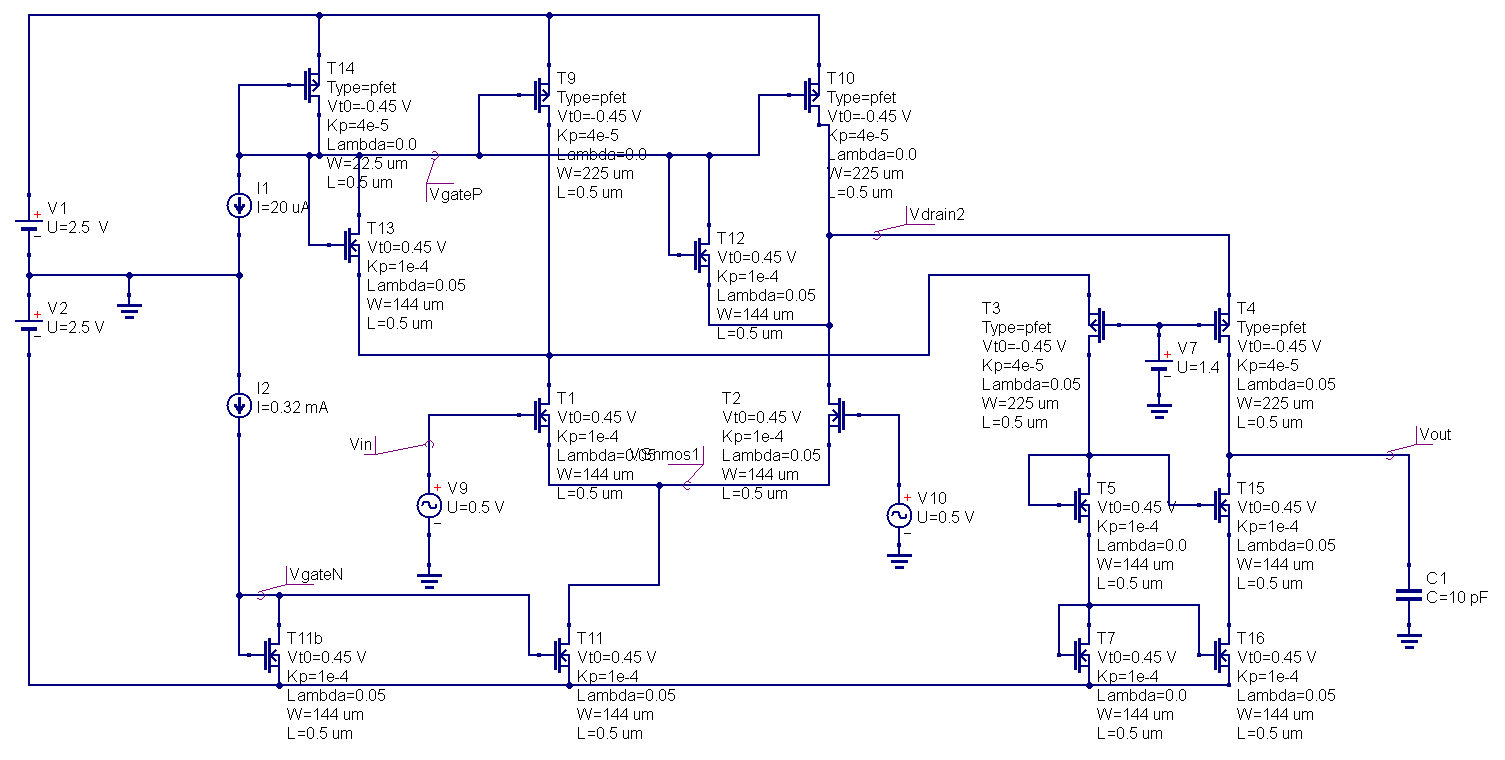 T14
Type=pfet
Vt0=-0.45 V
Kp=4e-5
Lambda=0.0
W=22.5 um
L=0.5 um
T9
Type=pfet
Vt0=-0.45 V
Kp=4e-5
Lambda=0.0
W=225 um
L=0.5 um
T10
Type=pfet
Vt0=-0.45 V
Kp=4e-5
Lambda=0.0
W=225 um
L=0.5 um
VgateP
I1
I=20 uA
V1
U=2.5 V
+
−
V2
U=2.5 V
+
−
T13
Vt0=0.45 V
Kp=1e-4
Lambda=0.05
W=144 um
L=0.5 um
T12
Vt0=0.45 V
Kp=1e-4
Lambda=0.05
W=144 um
L=0.5 um
Vdrain2
T3
Type=pfet
Vt0=-0.45 V
Kp=4e-5
Lambda=0.05
W=225 um
L=0.5 um
T4
Type=pfet
Vt0=-0.45 V
Kp=4e-5
Lambda=0.05
W=225 um
L=0.5 um
V7
U=1.4
+
−
I2
I=0.32 mA
T1
Vt0=0.45 V
Kp=1e-4
Lambda=0.05
W=144 um
L=0.5 um
T2
Vt0=0.45 V
Kp=1e-4
Lambda=0.05
W=144 um
L=0.5 um
Vin
V9
U=0.5 V
+
−
V10
U=0.5 V
+
−
Vout
T5
Vt0=0.45 V
Kp=1e-4
Lambda=0.0
W=144 um
L=0.5 um
T15
Vt0=0.45 V
Kp=1e-4
Lambda=0.05
W=144 um
L=0.5 um
VgateN
C1
C=10 pF
T11b
Vt0=0.45 V
Kp=1e-4
Lambda=0.05
W=144 um
L=0.5 um
T11
Vt0=0.45 V
Kp=1e-4
Lambda=0.05
W=144 um
L=0.5 um
T7
Vt0=0.45 V
Kp=1e-4
Lambda=0.0
W=144 um
L=0.5 um
T16
Vt0=0.45 V
Kp=1e-4
Lambda=0.05
W=144 um
L=0.5 um